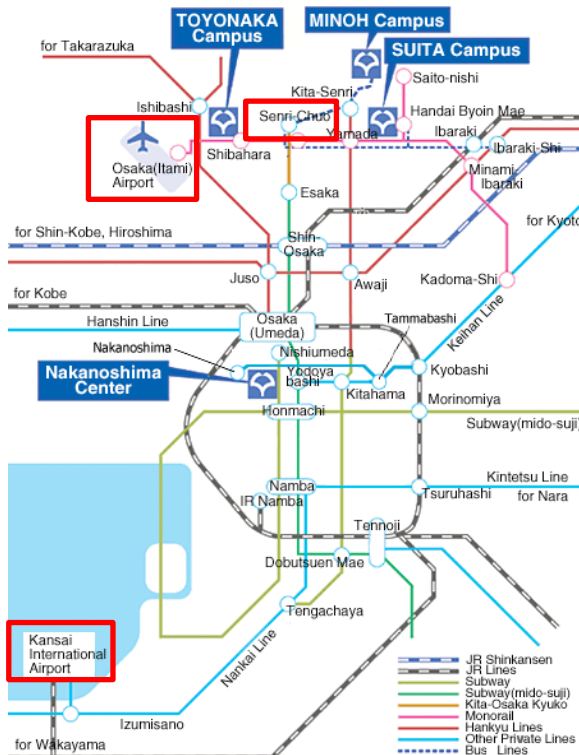 TOYONAKA
Campus
MINOH Campus
SUITA Campus
for Takarazuka
Saito-nishi
Kita-Senri
Ishibashi
Senri-Chuo
Handai Byoin Mae
Yamada
Ibaraki
Ibaraki-Shi
Osaka(Itami)
Airport
Shibahara
Minami
Ibaraki
Esaka
for Kyoto
for Shin-Kobe, Hiroshima
Shin-
Osaka
Juso
Awaji
Kadoma-Shi
for Kobe
Keihan Line
Hanshin Line
Osaka
(Umeda)
Tammabashi
Nakanoshima
Nishiumeda
Nakanoshima
Center
Yodoya
bashi
Kitahama
Kyobashi
Honmachi
Morinomiya
Subway(mido-suji)
Namba
Kintetsu Line
for Nara
Tsuruhashi
JR Namba
Tennoji
Dobutsuen Mae
Tengachaya
Kansai
International
Airport
Nankai Line
Izumisano
for Wakayama
JR Shinkansen
JR Lines
Subway
Subway(mido-suji)
Kita-Osaka Kyuko
Monorail
Hankyu Lines
Other Private Lines
Bus Lines